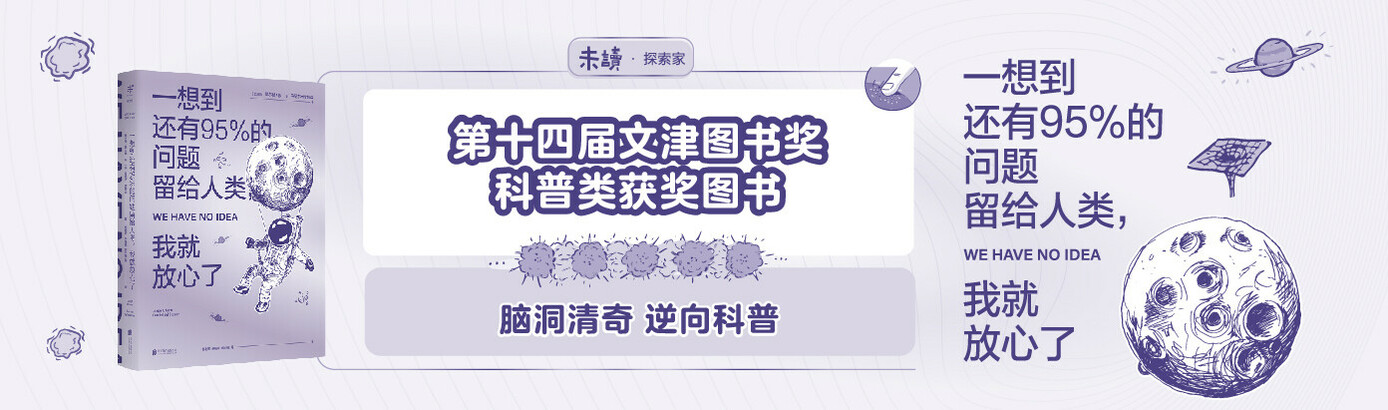 未讀 · 探索家
一想到
还有95%的
问题
留给人类，
WE HAVE NO IDEA
我就
放心了
第十四届文津图书奖
科普类获奖图书
脑洞清奇 逆向科普
一想到
还有95%的
问题
留给人类，
WE HAVE NO IDEA
我就
放心了